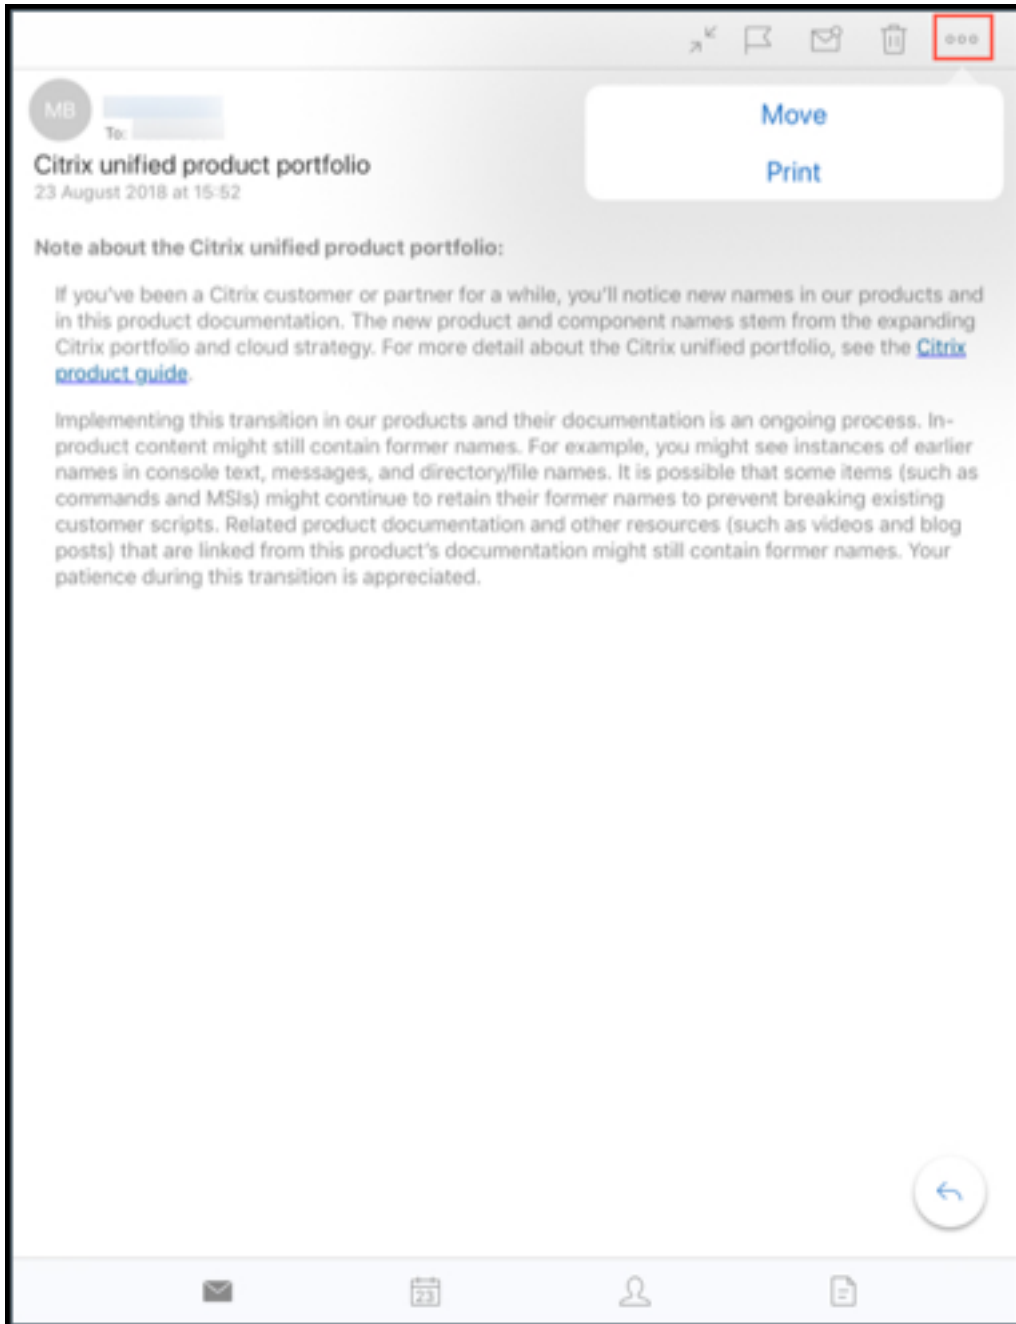 Move
Print
MB
To:
Citrix unified product portfolio
23 August 2018 at 15:52
Note about the Citrix unified product portfolio:
If you've been a Citrix customer or partner for a while, you'll notice new names in our products and
in this product documentation. The new product and component names stem from the expanding
Citrix portfolio and cloud strategy. For more detail about the Citrix unified portfolio, see the Citrix
product guide.
Implementing this transition in our products and their documentation is an ongoing process. In-
product content might still contain former names. For example, you might see instances of earlier
names in console text, messages, and directory/file names. It is possible that some items (such as
commands and MSIs) might continue to retain their former names to prevent breaking existing
customer scripts. Related product documentation and other resources (such as videos and blog
posts) that are linked from this product's documentation might still contain former names. Your
patience during this transition is appreciated.
23